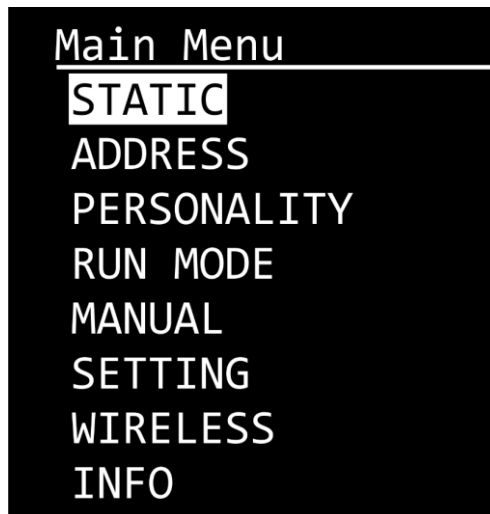 Main Menu
STATIC
ADDRESS
PERSONALITY
RUN MODE
MANUAL
SETTING
WIRELESS
INFO